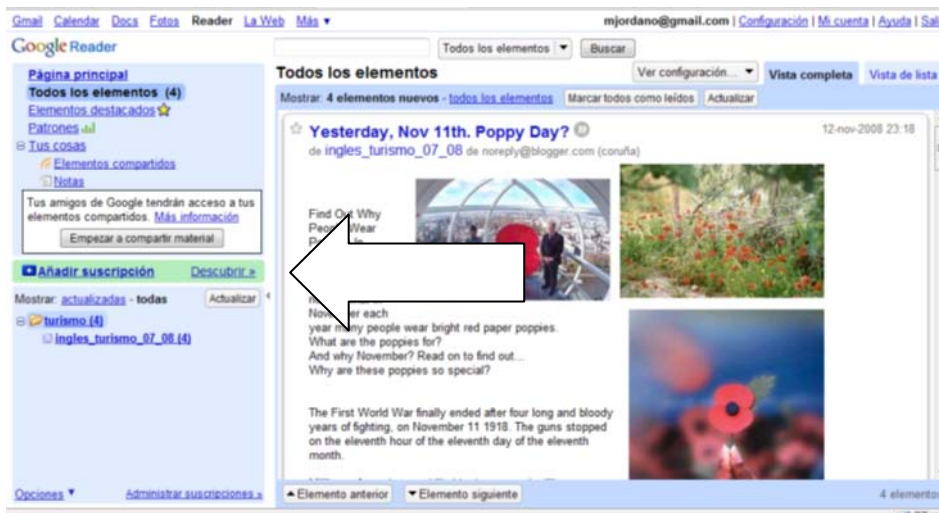 Gmail Calendar Docs Fotos Reader La Web Más ▼
mjordano@gmail.com | Configuración | Mi cuenta | Ayuda | Sali
Google Reader
Todos los elementos ▼ Buscar
Página principal
Todos los elementos (4)
Elementos destacados
Patrones
Tus cosas
Elementos compartidos
Notas
Tus amigos de Google tendrán acceso a tus
elementos compartidos. Más información
Empezar a compartir material
Añadir suscripción Descubrir »
Mostrar: actualizadas - todas Actualizar
turismo (4)
ingles_turismo_07_08 (4)
Opciones ▼ Administrar suscripciones »
Todos los elementos Ver configuración... ▼ Vista completa Vista de lista
Mostrar: 4 elementos nuevos - todos los elementos Marcar todos como leídos Actualizar
Yesterday, Nov 11th. Poppy Day? 12-nov-2008 23:18
de ingles_turismo_07_08 de noreply@blogger.com (coruña)
Find Out Why
People Wear
November each
year many people wear bright red paper poppies.
What are the poppies for?
And why November? Read on to find out...
Why are these poppies so special?
The First World War finally ended after four long and bloody
years of fighting, on November 11 1918. The guns stopped
on the eleventh hour of the eleventh day of the eleventh
month.
Elemento anterior Elemento siguiente 4 elementos